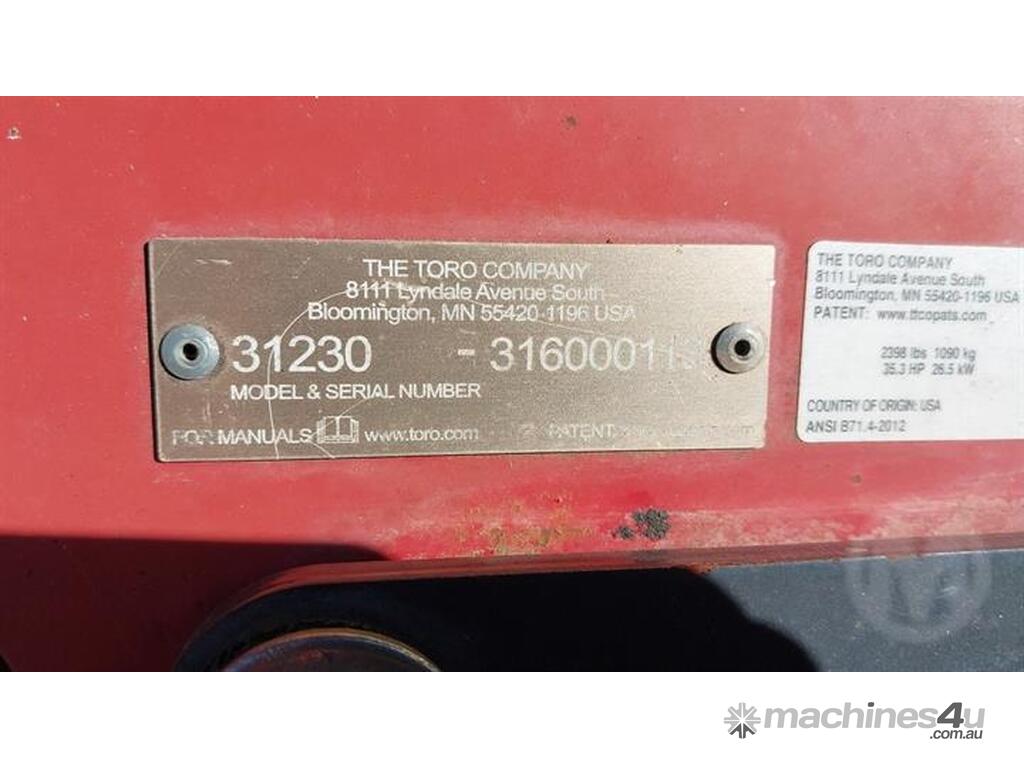 THE TORO COMPANY
8111 Lyndale Avenue South
Bloomington, MN 55420-1196 USA
31230 -
MODEL & SERIAL NUMBER
FOR MANUALS www.toro.com PATENT:
THE TORO COMPANY
8111 Lyndale Avenue South
Bloomington, MN 55420-1196 USA
PATENT: www.ttcopats.com
2398 lbs 1090 kg
35.3 HP 26.5 kW
COUNTRY OF ORIGIN: USA
ANSI B71.4-2012
machines4u
.com.au